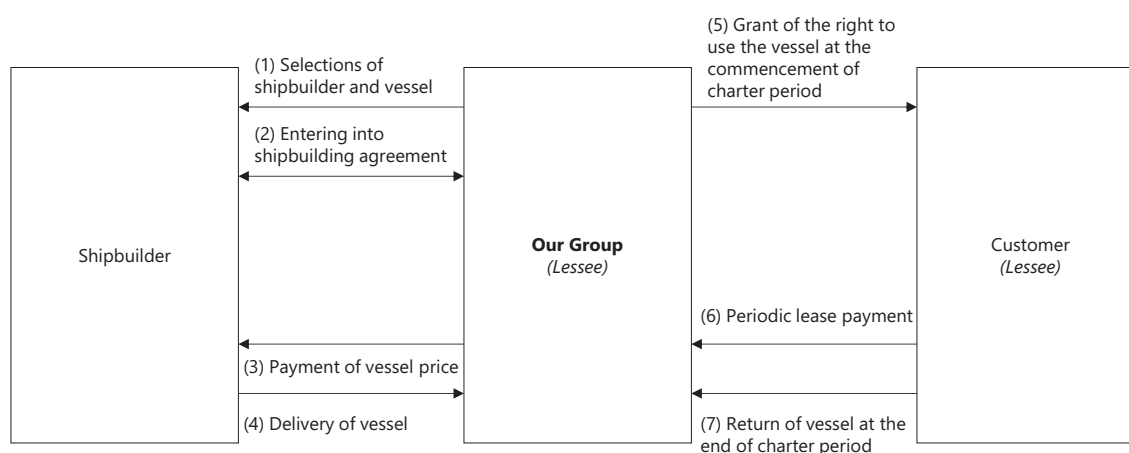 (5) Grant of the right to
use the vessel at the
commencement of
charter period
(1) Selections of
shipbuilder and vessel
(2) Entering into
shipbuilding agreement
Shipbuilder
Our Group
(Lessee)
Customer
(Lessee)
(6) Periodic lease payment
(3) Payment of vessel price
(4) Delivery of vessel
(7) Return of vessel at the
end of charter period